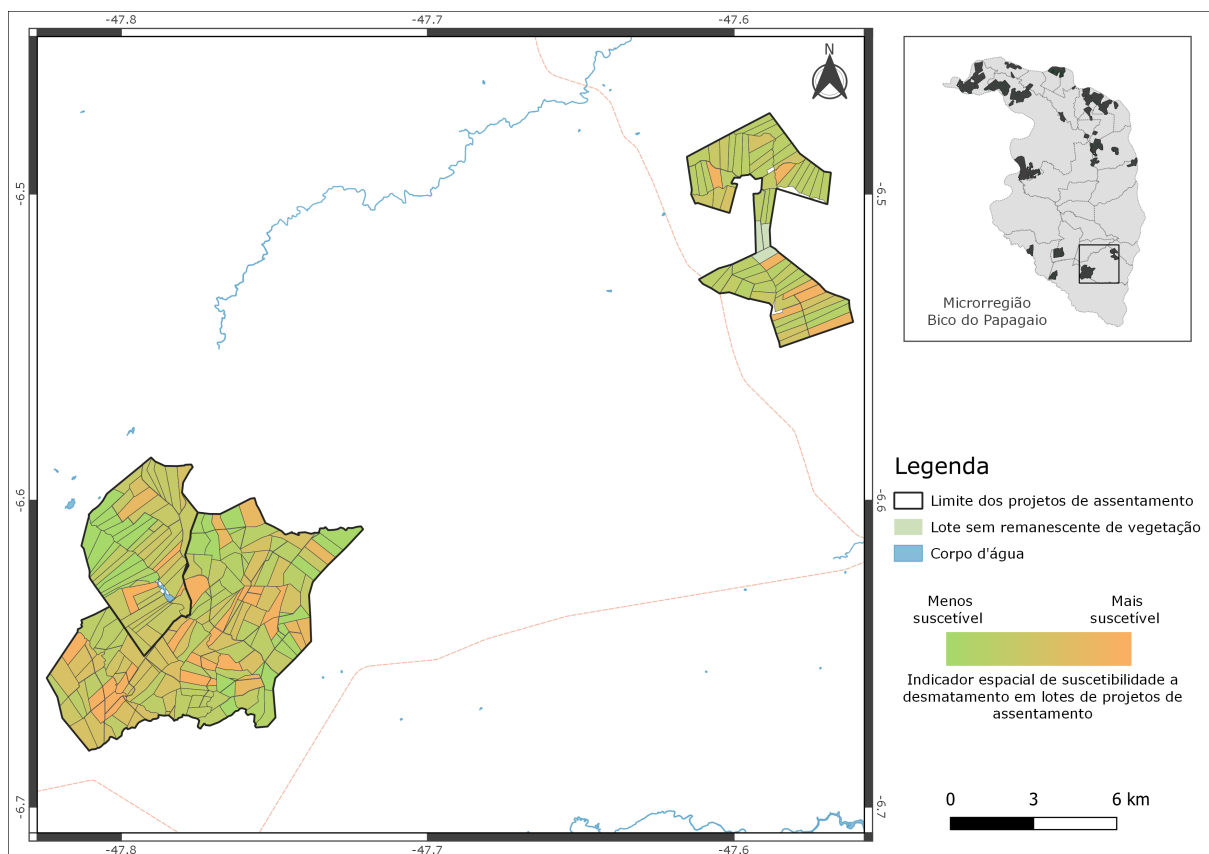 -47.8
-47.7
-47.6
N
-6.5
-6.5
-6.6
-6.6
-6.7
-6.7
-47.8
-47.7
-47.6
Microrregião
Bico do Papagaio
Legenda
Limite dos projetos de assentamento
Lote sem remanescente de vegetação
Corpo d'água
Menos
suscetível
Mais
suscetível
Indicador espacial de suscetibilidade a
desmatamento em lotes de projetos de
assentamento
0 3 6 km